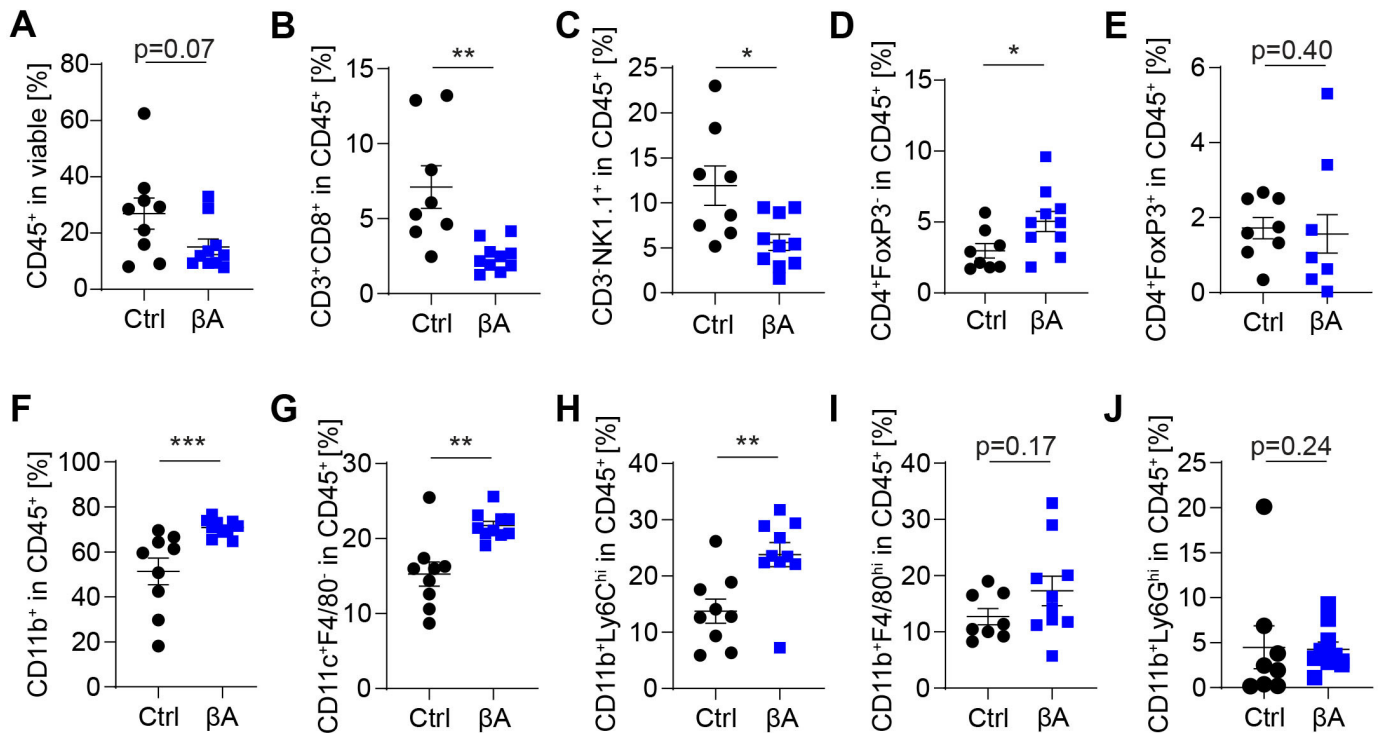 A
CD45⁺ in viable [%]
p=0.07
80
60
40
20
0
Ctrl
βA
B
CD3⁺CD8⁺ in CD45⁺ [%]
**
15
10
5
0
Ctrl
βA
C
CD3⁻NK1.1⁺ in CD45⁺ [%]
*
25
20
15
10
5
0
Ctrl
βA
D
CD4⁺FoxP3⁻ in CD45⁺ [%]
*
15
10
5
0
Ctrl
βA
E
CD4⁺FoxP3⁺ in CD45⁺ [%]
p=0.40
6
4
2
0
Ctrl
βA
F
CD11b⁺ in CD45⁺ [%]
***
100
80
60
40
20
0
Ctrl
βA
G
CD11c⁺F4/80⁻ in CD45⁺ [%]
**
30
20
10
0
Ctrl
βA
H
CD11b⁺Ly6Cʰⁱ in CD45⁺ [%]
**
40
30
20
10
0
Ctrl
βA
I
CD11b⁺F4/80ʰⁱ in CD45⁺ [%]
p=0.17
40
30
20
10
0
Ctrl
βA
J
CD11b⁺Ly6Gʰⁱ in CD45⁺ [%]
p=0.24
25
20
15
10
5
0
Ctrl
βA